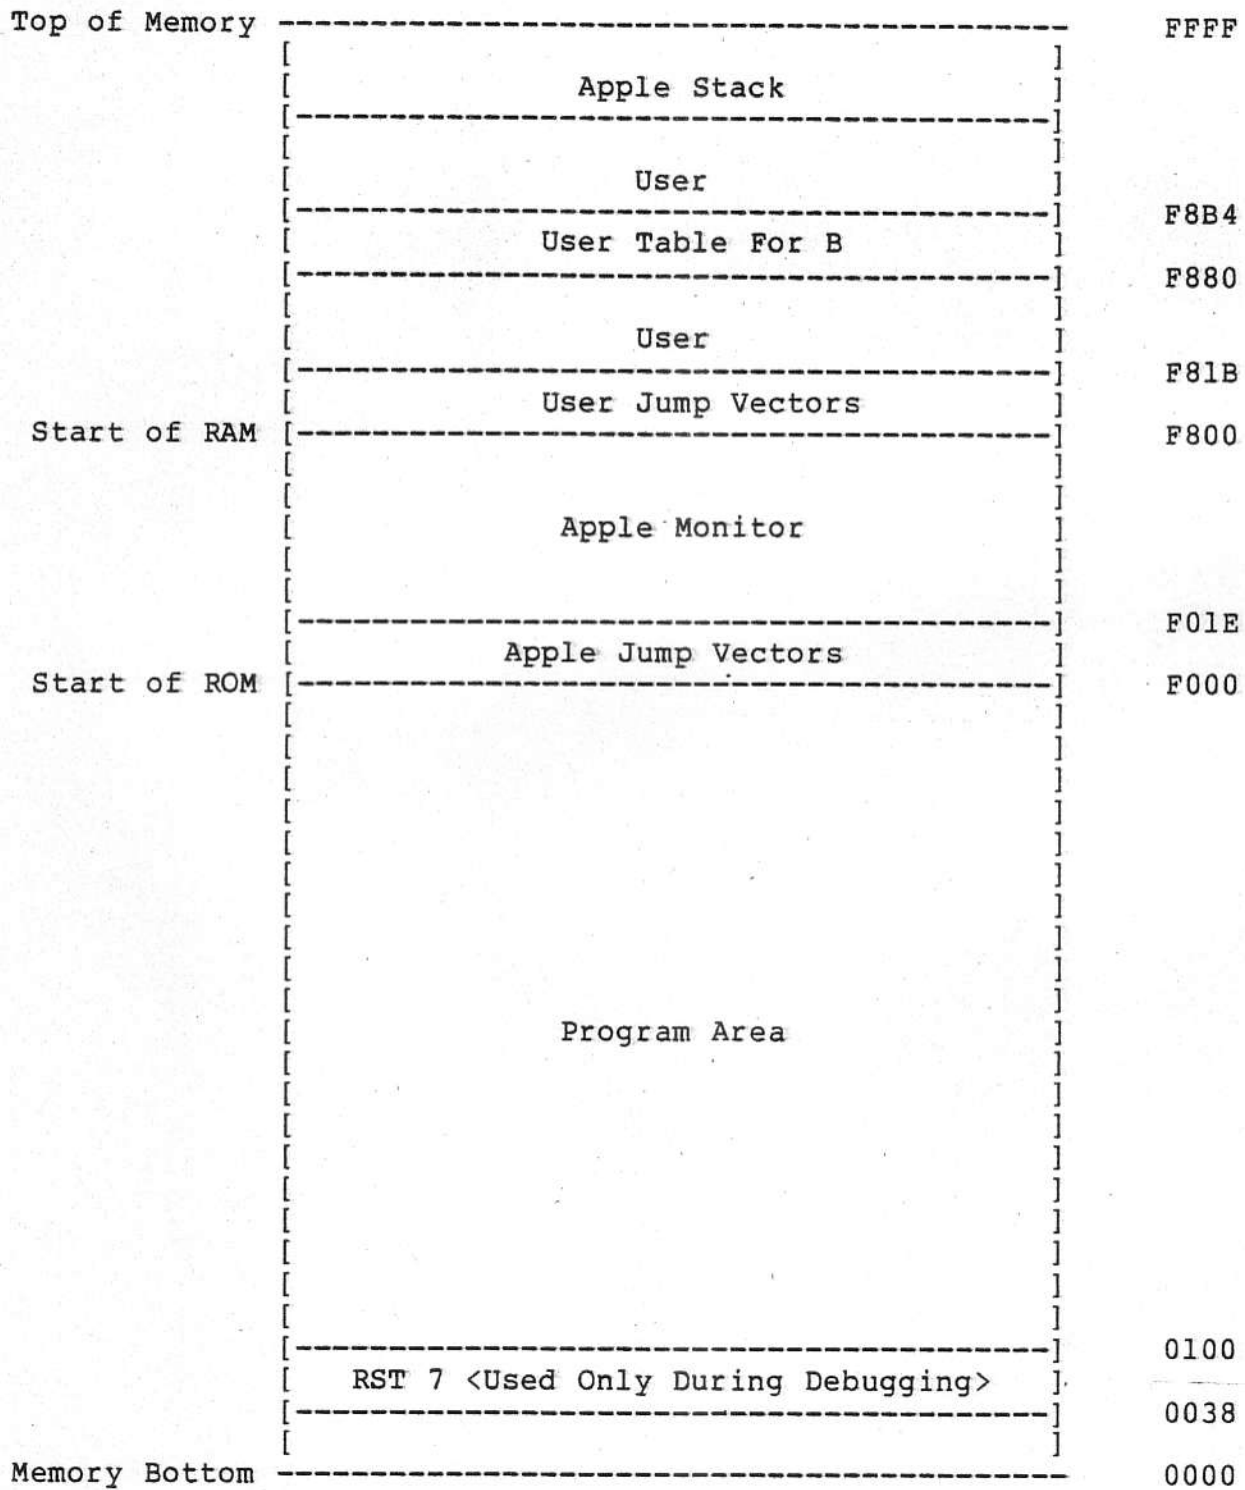 Top of Memory ------------------------------------------- FFFF
[ ]
[ Apple Stack ]
[-----------------------------------------]
[ ]
[ User ]
[-----------------------------------------] F8B4
[ User Table For B ]
[-----------------------------------------] F880
[ ]
[ User ]
[-----------------------------------------] F81B
[ User Jump Vectors ]
Start of RAM [-----------------------------------------] F800
[ ]
[ ]
[ Apple Monitor ]
[ ]
[ ]
[-----------------------------------------] F01E
[ Apple Jump Vectors ]
Start of ROM [-----------------------------------------] F000
[ ]
[ ]
[ ]
[ ]
[ ]
[ ]
[ ]
[ ]
[ ]
[ ]
[ Program Area ]
[ ]
[ ]
[ ]
[ ]
[ ]
[ ]
[ ]
[ ]
[ ]
[-----------------------------------------] 0100
[ RST 7 <Used Only During Debugging> ]
[-----------------------------------------] 0038
[ ]
Memory Bottom ------------------------------------------- 0000